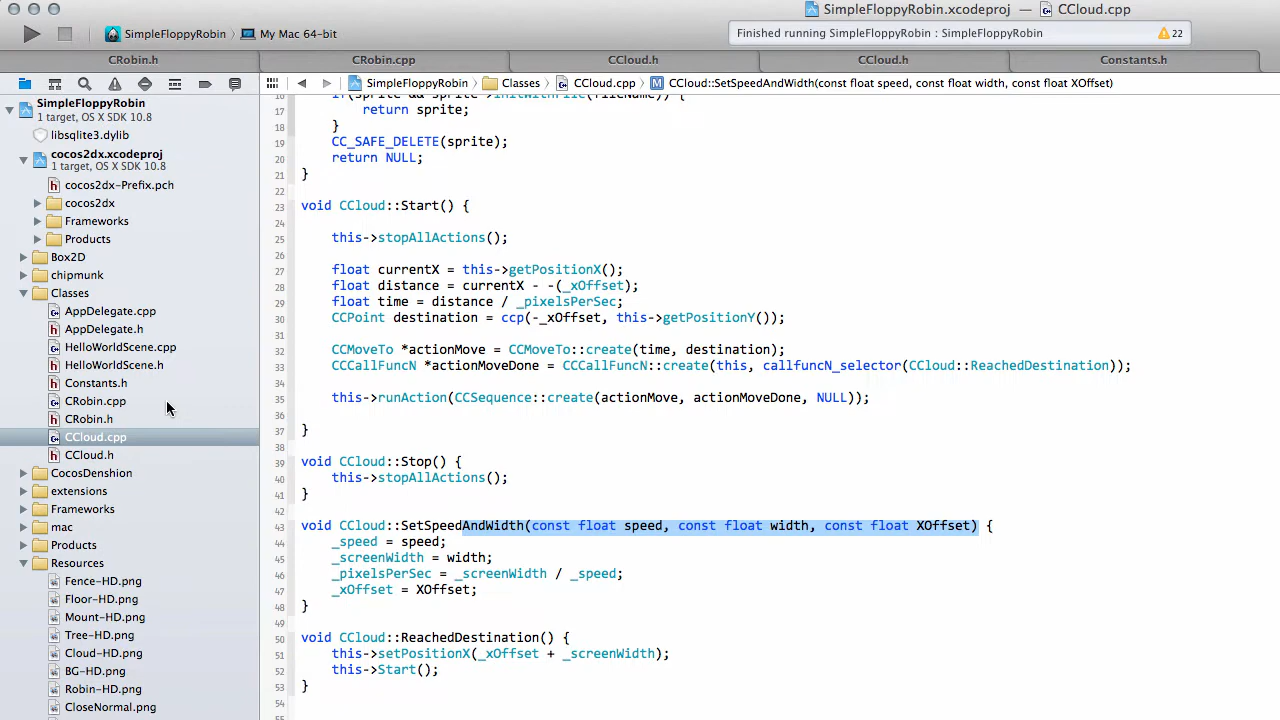 SimpleFloppyRobin.xcodeproj — CCloud.cpp
SimpleFloppyRobin My Mac 64-bit
Finished running SimpleFloppyRobin : SimpleFloppyRobin 22
CRobin.h CRobin.cpp CCloud.h CCloud.h Constants.h
SimpleFloppyRobin Classes CCloud.cpp M CCloud::SetSpeedAndWidth(const float speed, const float width, const float XOffset)
SimpleFloppyRobin
1 target, OS X SDK 10.8
libsqlite3.dylib
cocos2dx.xcodeproj
1 target, OS X SDK 10.8
h cocos2dx-Prefix.pch
cocos2dx
Frameworks
Products
Box2D
chipmunk
Classes
AppDelegate.cpp
h AppDelegate.h
HelloWorldScene.cpp
h HelloWorldScene.h
h Constants.h
CRobin.cpp
h CRobin.h
CCloud.cpp
h CCloud.h
CocosDenshion
extensions
Frameworks
mac
Products
Resources
Fence-HD.png
Floor-HD.png
Mount-HD.png
Tree-HD.png
Cloud-HD.png
BG-HD.png
Robin-HD.png
CloseNormal.png
16 if(sprite && sprite->initWithFile(fileName)) {
17 return sprite;
18 }
19 CC_SAFE_DELETE(sprite);
20 return NULL;
21 }
22
23 void CCloud::Start() {
24
25 this->stopAllActions();
26
27 float currentX = this->getPositionX();
28 float distance = currentX - -(_xOffset);
29 float time = distance / _pixelsPerSec;
30 CCPoint destination = ccp(-_xOffset, this->getPositionY());
31
32 CCMoveTo *actionMove = CCMoveTo::create(time, destination);
33 CCCallFuncN *actionMoveDone = CCCallFuncN::create(this, callfuncN_selector(CCloud::ReachedDestination));
34
35 this->runAction(CCSequence::create(actionMove, actionMoveDone, NULL));
36
37 }
38
39 void CCloud::Stop() {
40 this->stopAllActions();
41 }
42
43 void CCloud::SetSpeedAndWidth(const float speed, const float width, const float XOffset) {
44 _speed = speed;
45 _screenWidth = width;
46 _pixelsPerSec = _screenWidth / _speed;
47 _xOffset = XOffset;
48 }
49
50 void CCloud::ReachedDestination() {
51 this->setPositionX(_xOffset + _screenWidth);
52 this->Start();
53 }
54
55